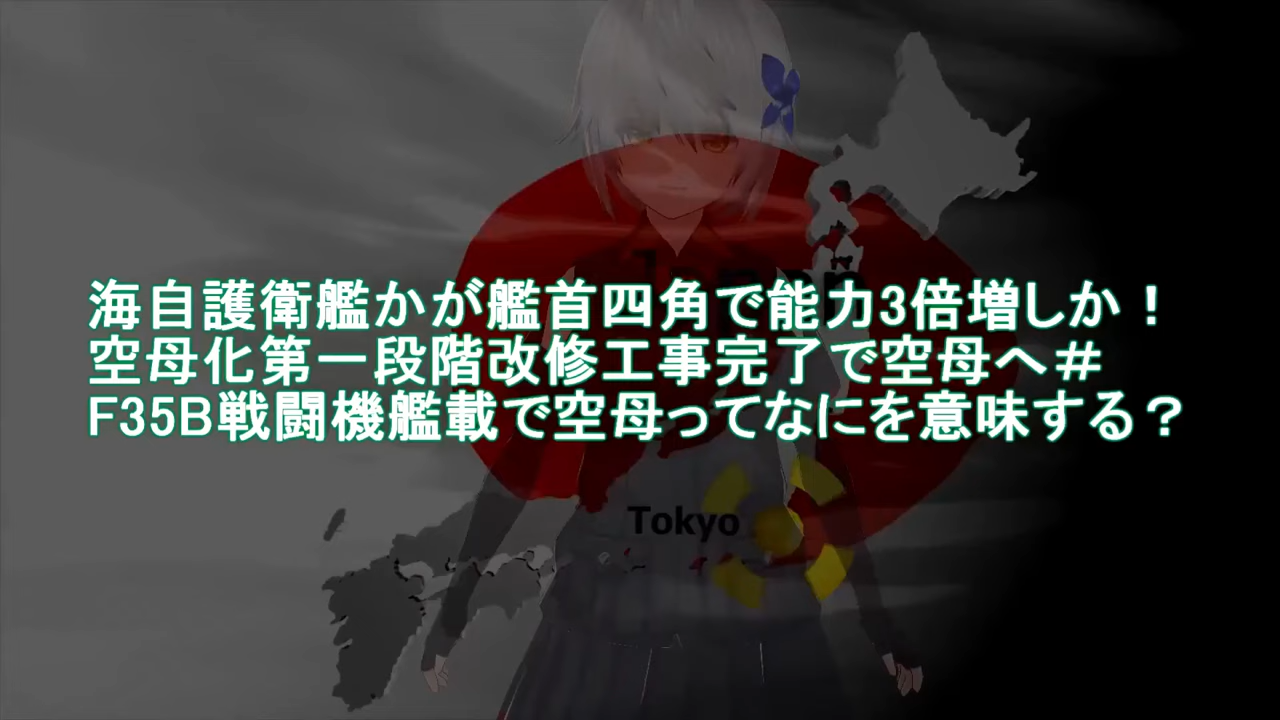 Japan
海自護衛艦かが艦首四角で能力3倍増しか！
空母化第一段階改修工事完了で空母へ＃
F35B戦闘機艦載で空母ってなにを意味する？
Tokyo